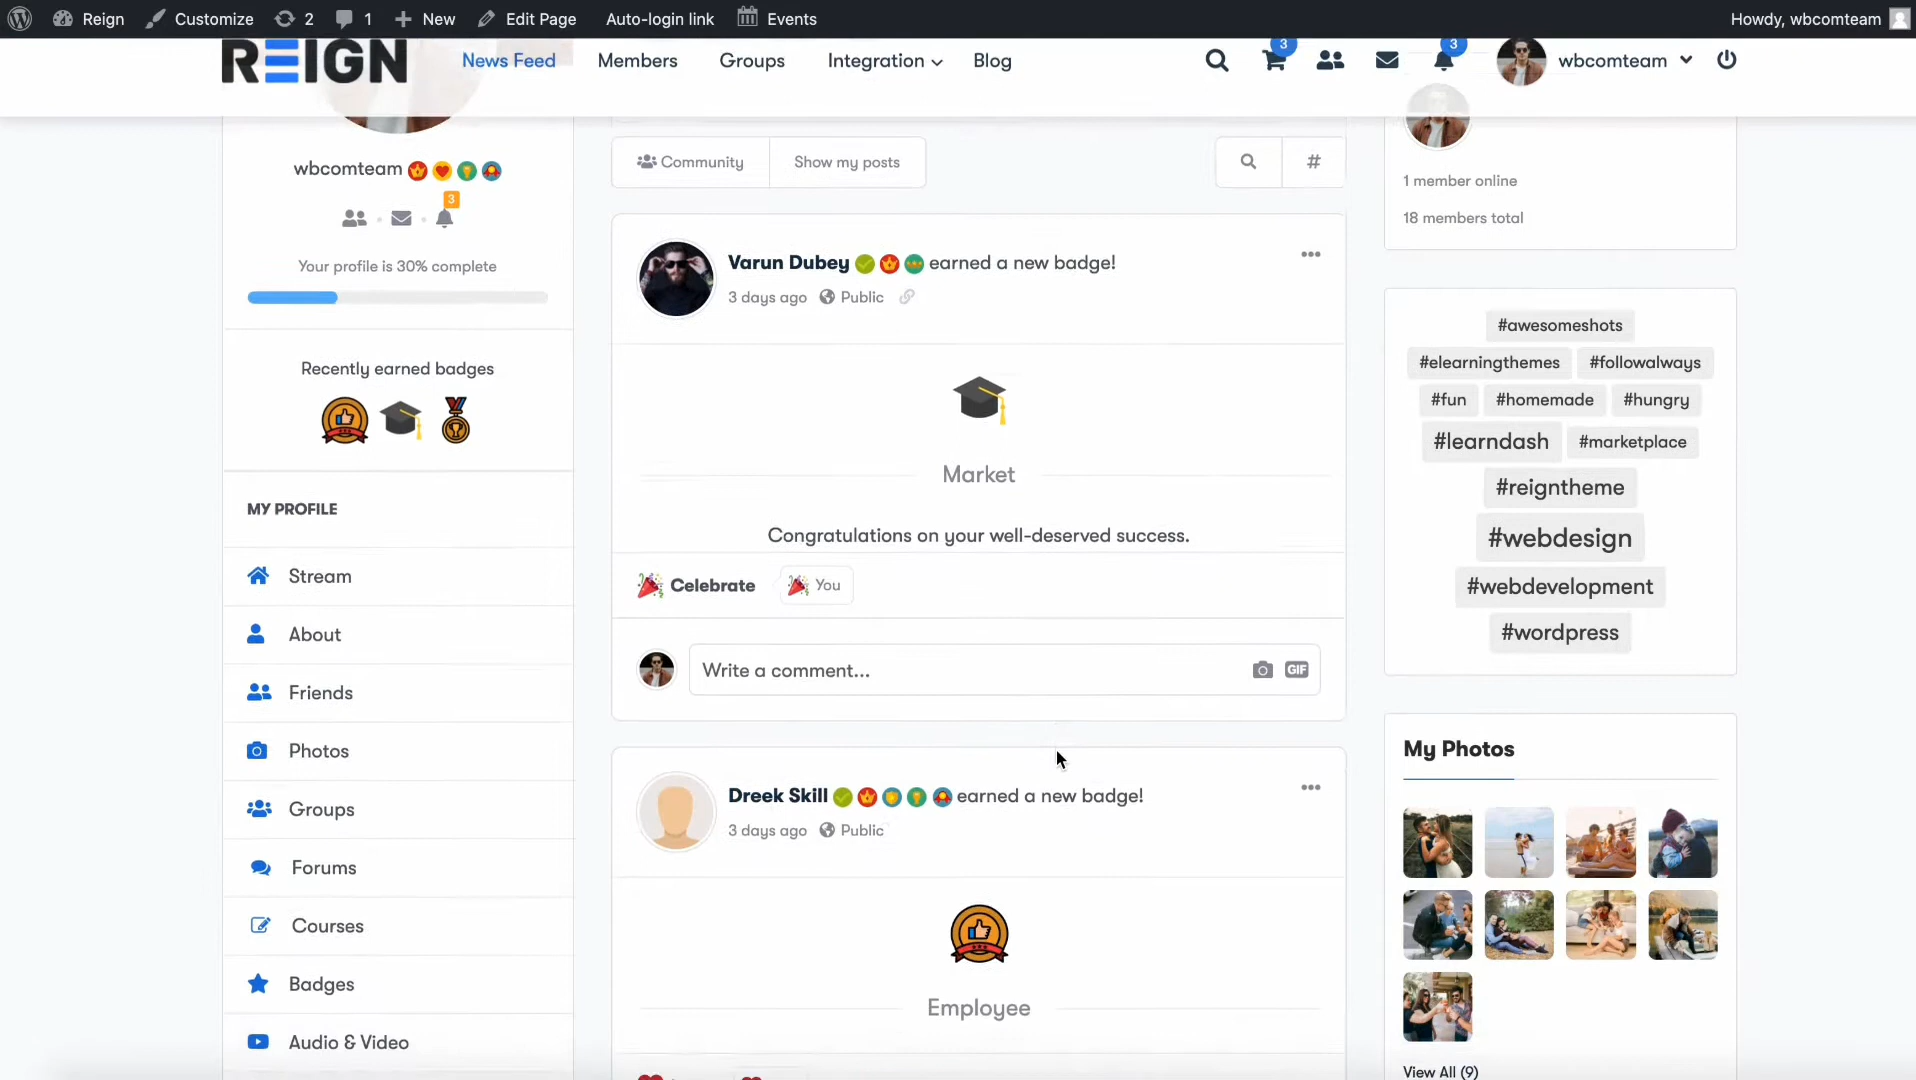 Reign
Customize
2
1
New
Edit Page
Auto-login link
Events
Howdy, wbcomteam
REIGN
News Feed
Members
Groups
Integration
Blog
3
3
wbcomteam
wbcomteam
3
Your profile is 30% complete
Recently earned badges
MY PROFILE
Stream
About
Friends
Photos
Groups
Forums
Courses
Badges
Audio & Video
Community
Show my posts
#
Varun Dubey earned a new badge!
3 days ago Public
Market
Congratulations on your well-deserved success.
Celebrate
You
Write a comment...
GIF
Dreek Skill earned a new badge!
3 days ago Public
Employee
1 member online
18 members total
#awesomeshots
#elearningthemes #followalways
#fun #homemade #hungry
#learndash #marketplace
#reigntheme
#webdesign
#webdevelopment
#wordpress
My Photos
View All (9)